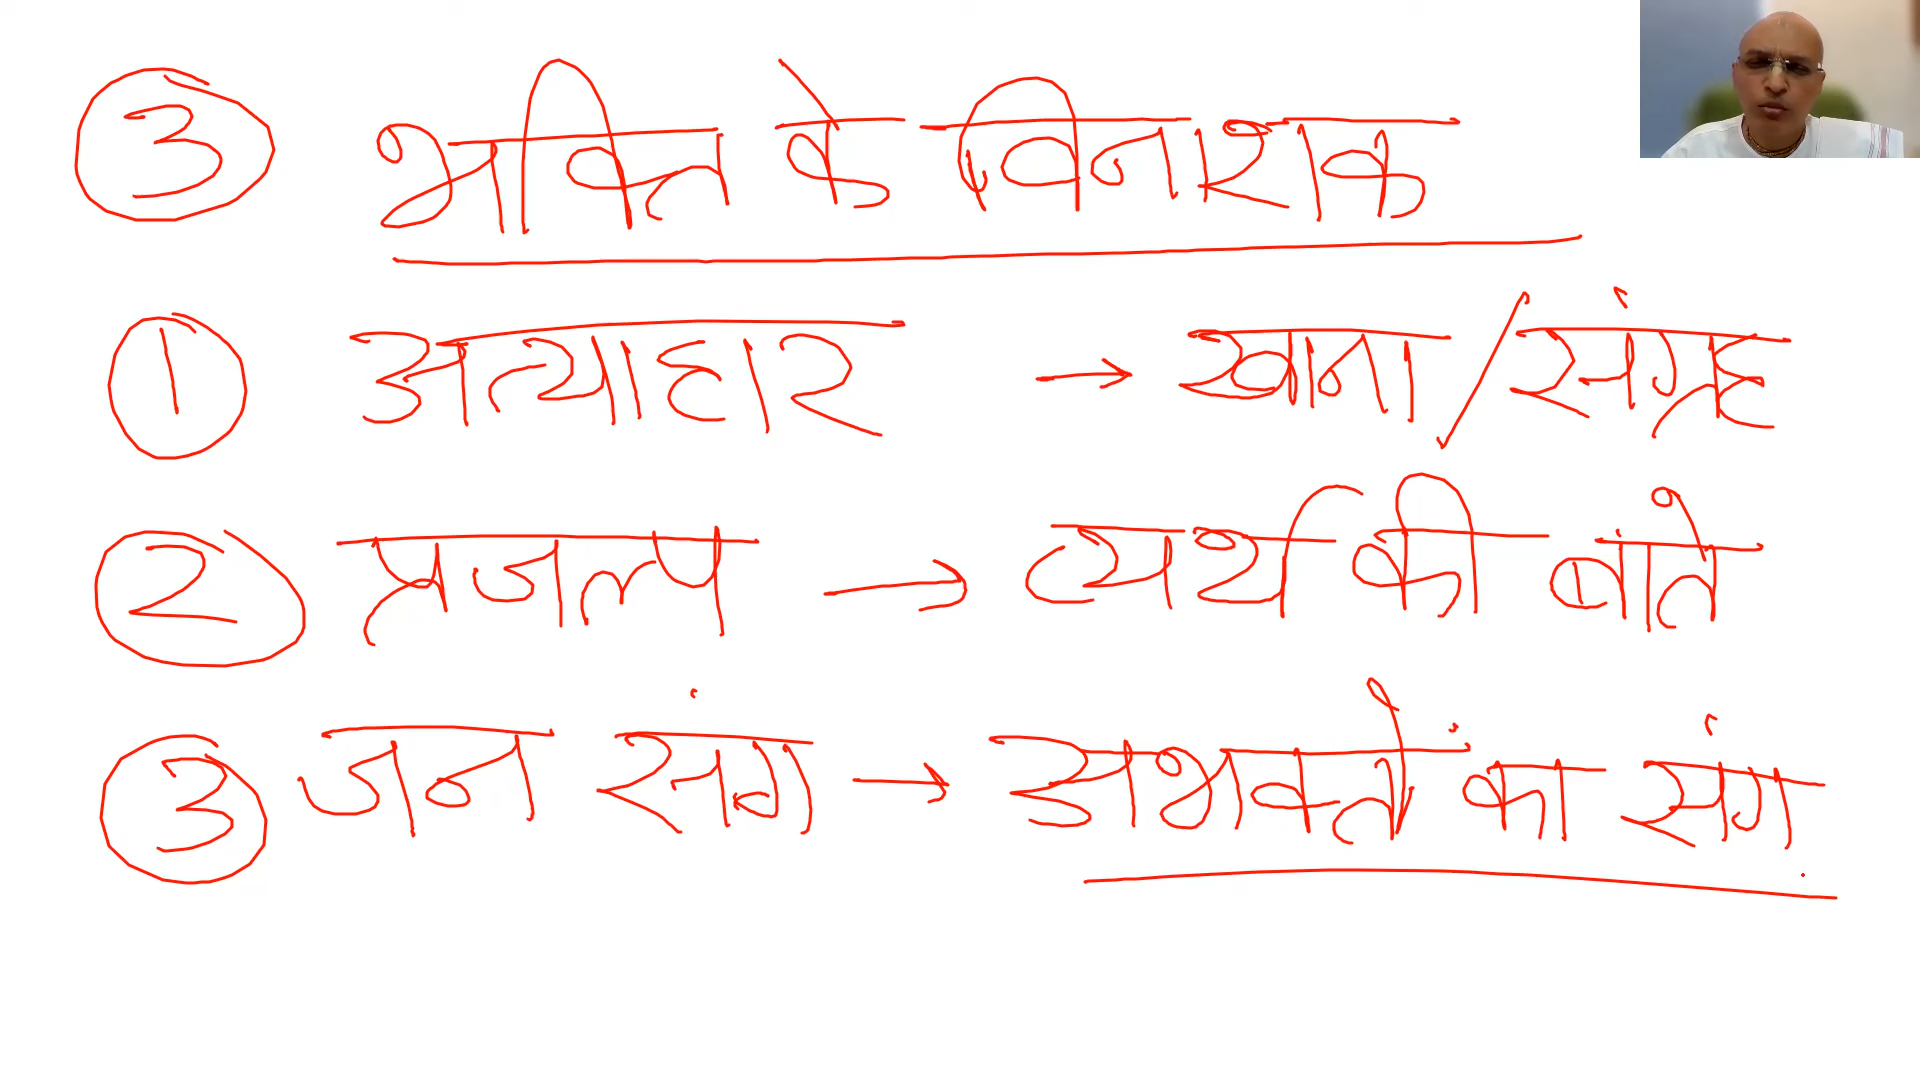 3 भक्ति के विनाशक
1 अत्याहार → खाना / संग्रह
2 प्रजल्प → व्यर्थ की बातें
3 जन संग → अभक्तों का संग